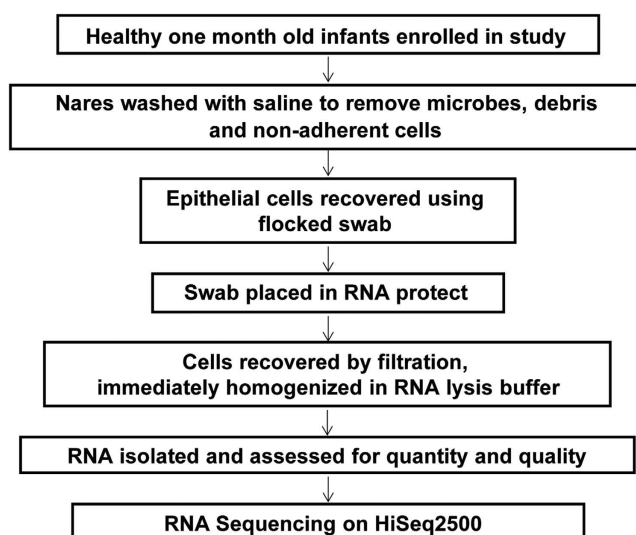 Healthy one month old infants enrolled in study
Nares washed with saline to remove microbes, debris
and non-adherent cells
Epithelial cells recovered using
flocked swab
Swab placed in RNA protect
Cells recovered by filtration,
immediately homogenized in RNA lysis buffer
RNA isolated and assessed for quantity and quality
RNA Sequencing on HiSeq2500